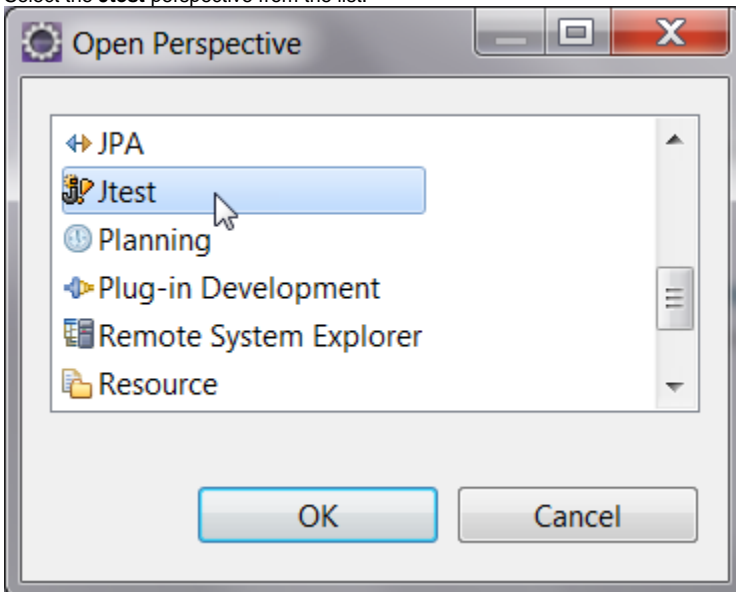 Select the Jtest perspective from the list.
Open Perspective
JPA
Jtest
Planning
Plug-in Development
Remote System Explorer
Resource
OK
Cancel